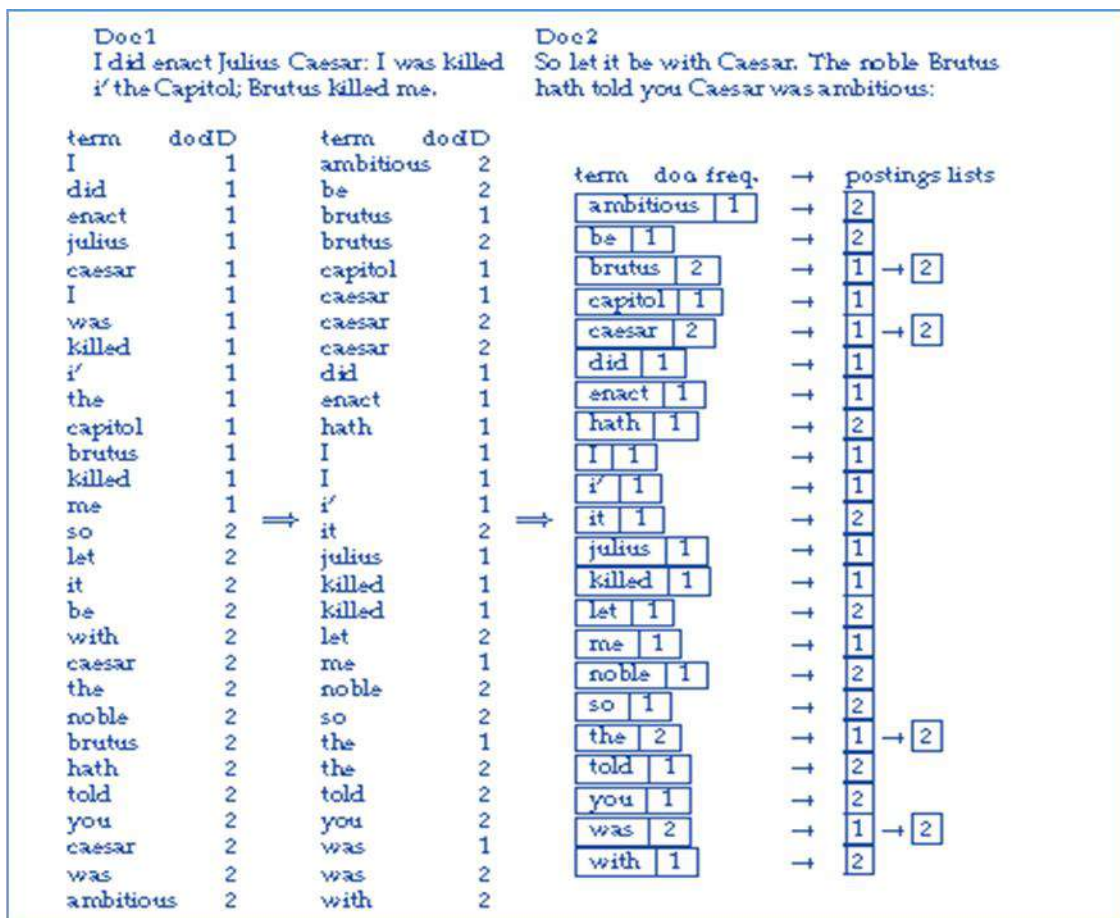 Doc1
I did enact Julius Caesar: I was killed
i' the Capitol; Brutus killed me.
Doc2
So let it be with Caesar. The noble Brutus
hath told you Caesar was ambitious:
term docID
I 1
did 1
enact 1
julius 1
caesar 1
I 1
was 1
killed 1
i' 1
the 1
capitol 1
brutus 1
killed 1
me 1
so 2
let 2
it 2
be 2
with 2
caesar 2
the 2
noble 2
brutus 2
hath 2
told 2
you 2
caesar 2
was 2
ambitious 2
⇒
term docID
ambitious 2
be 2
brutus 1
brutus 2
capitol 1
caesar 1
caesar 2
caesar 2
did 1
enact 1
hath 1
I 1
I 1
i' 1
it 2
julius 1
killed 1
killed 1
let 2
me 1
noble 2
so 2
the 1
the 2
told 2
you 2
was 1
was 2
with 2
⇒
term doc freq. → postings lists
ambitious 1 → 2
be 1 → 2
brutus 2 → 1 → 2
capitol 1 → 1
caesar 2 → 1 → 2
did 1 → 1
enact 1 → 1
hath 1 → 2
I 1 → 1
i' 1 → 1
it 1 → 2
julius 1 → 1
killed 1 → 1
let 1 → 2
me 1 → 1
noble 1 → 2
so 1 → 2
the 2 → 1 → 2
told 1 → 2
you 1 → 2
was 2 → 1 → 2
with 1 → 2